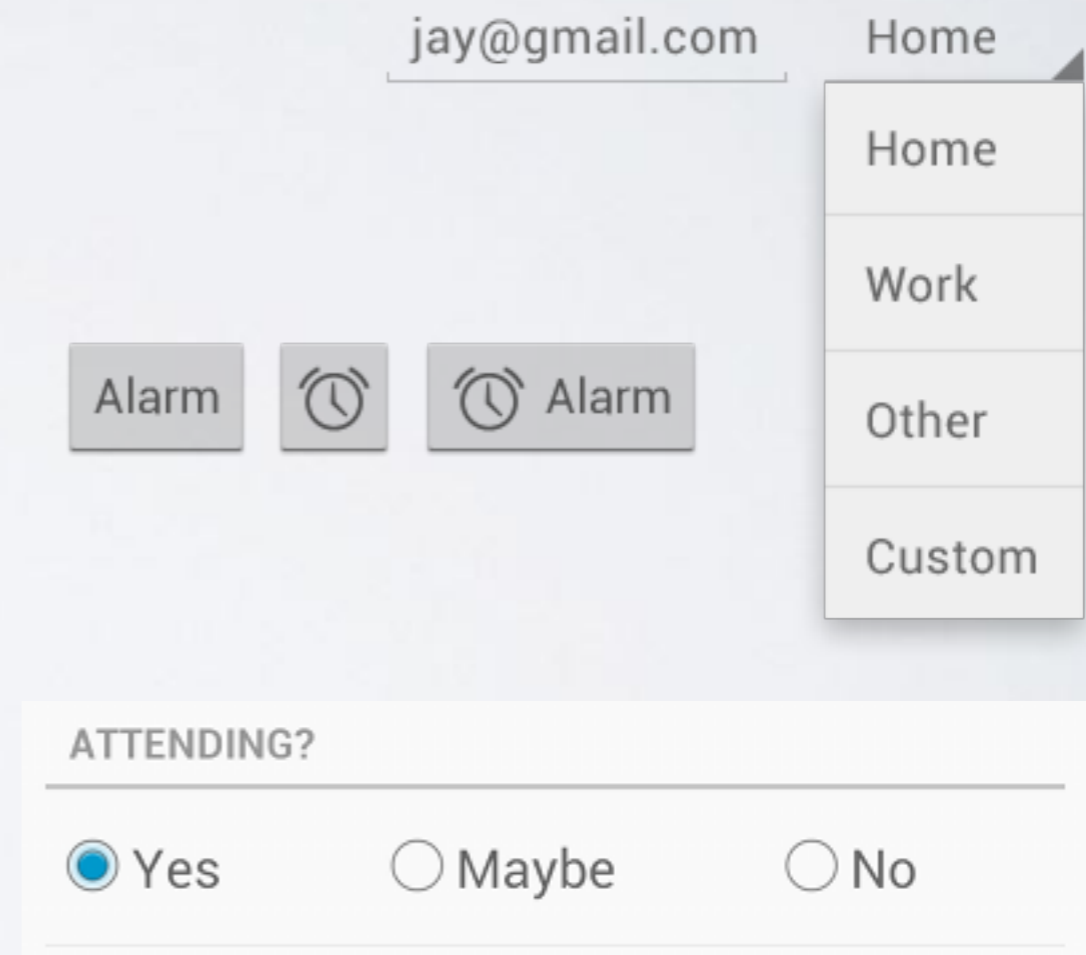 jay@gmail.com Home
Home
Work
Other
Custom
Alarm Alarm
ATTENDING?
Yes Maybe No